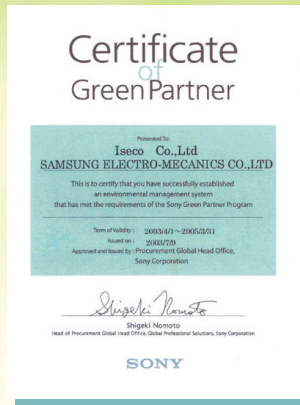 Certificate
of
Green Partner
Presented To:
Iseco Co.,Ltd
SAMSUNG ELECTRO-MECANICS CO.,LTD
This is to certify that you have successfully established
an environmental management system
that has met the requirements of the Sony Green Partner Program
Term of Validity : 2003/4/1~2005/3/31
Issued on : 2003/7/9
Approved and Issued by : Procurement Global Head Office,
Sony Corporation
Shigeki Nomoto
Shigeki Nomoto
Head of Procurement Global Head Office, Global Professional Solutions, Sony Corporation
SONY